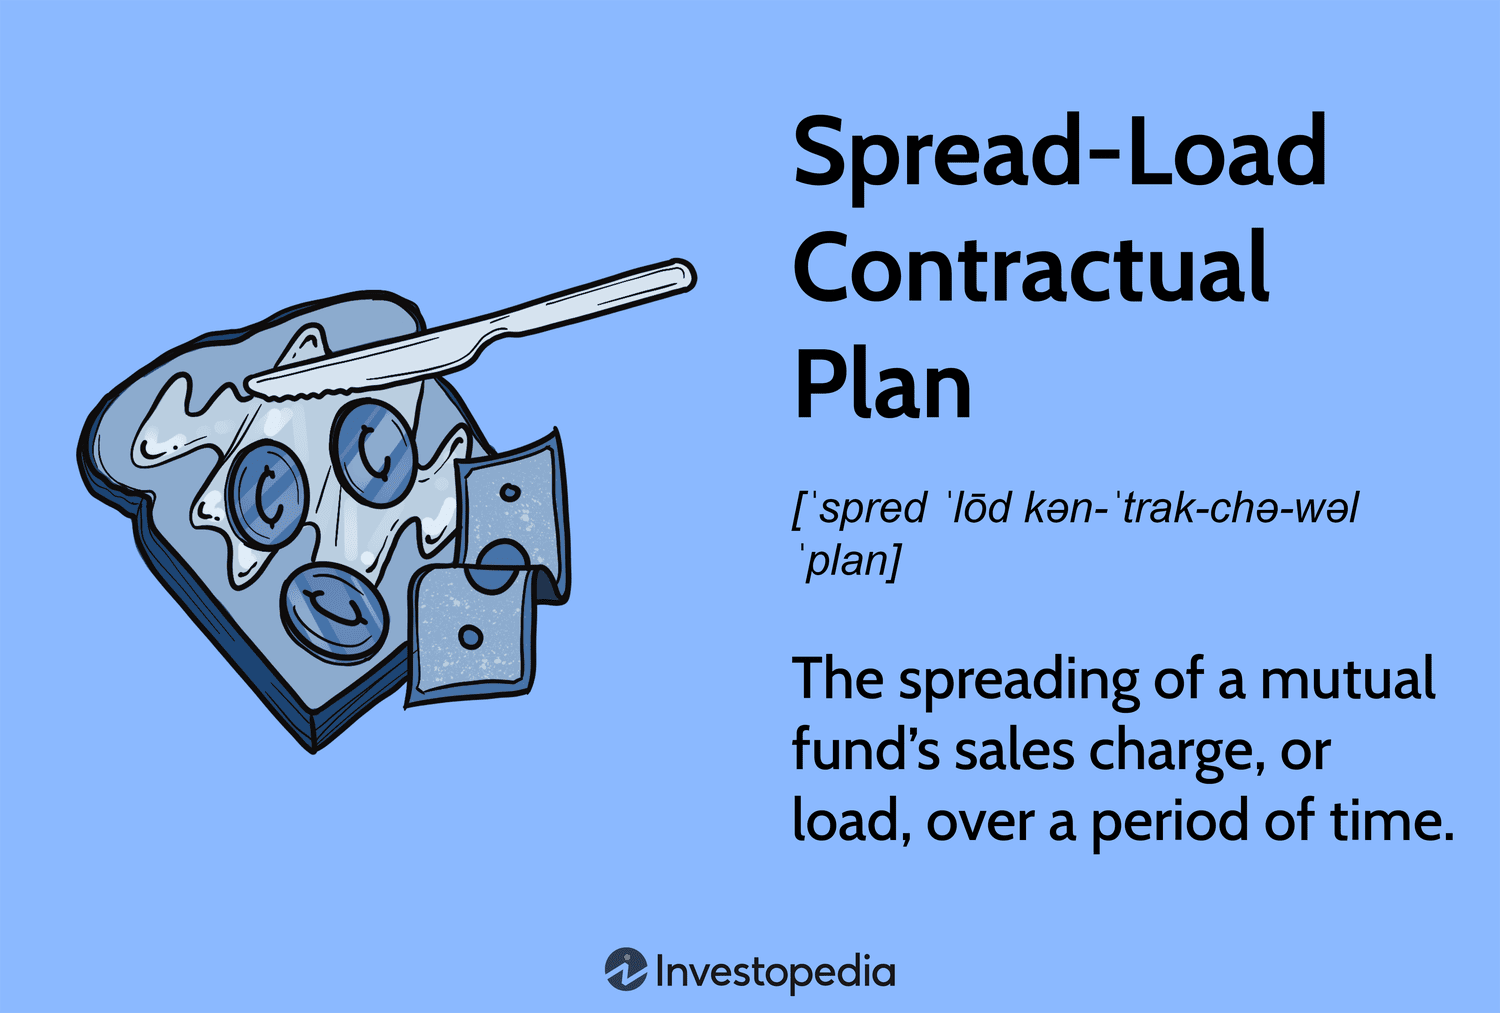 Spread-Load
Contractual
Plan
[ˈspred ˈlōd kən-ˈtrak-chə-wəl
ˈplan]
The spreading of a mutual
fund’s sales charge, or
load, over a period of time.
Investopedia